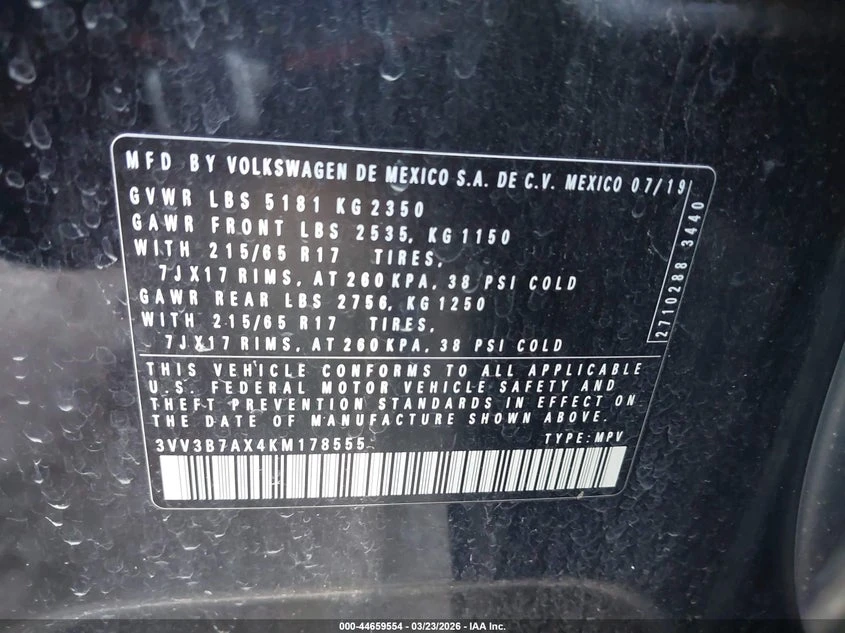 MFD BY VOLKSWAGEN DE MEXICO S.A. DE C.V. MEXICO 07/19
GVWR LBS 5181 KG 2350
GAWR FRONT LBS 2535, KG 1150
WITH 215/65 R17 TIRES,
7JX17 RIMS, AT 260 KPA, 38 PSI COLD
GAWR REAR LBS 2756, KG 1250
WITH 215/65 R17 TIRES,
7JX17 RIMS, AT 260 KPA, 38 PSI COLD
2710288 3440
THIS VEHICLE CONFORMS TO ALL APPLICABLE
U.S. FEDERAL MOTOR VEHICLE SAFETY AND
THEFT PREVENTION STANDARDS IN EFFECT ON
THE DATE OF MANUFACTURE SHOWN ABOVE.
3VV3B7AX4KM178555 TYPE: MPV
000-44659554 | 03/23/2026 | IAA Inc.